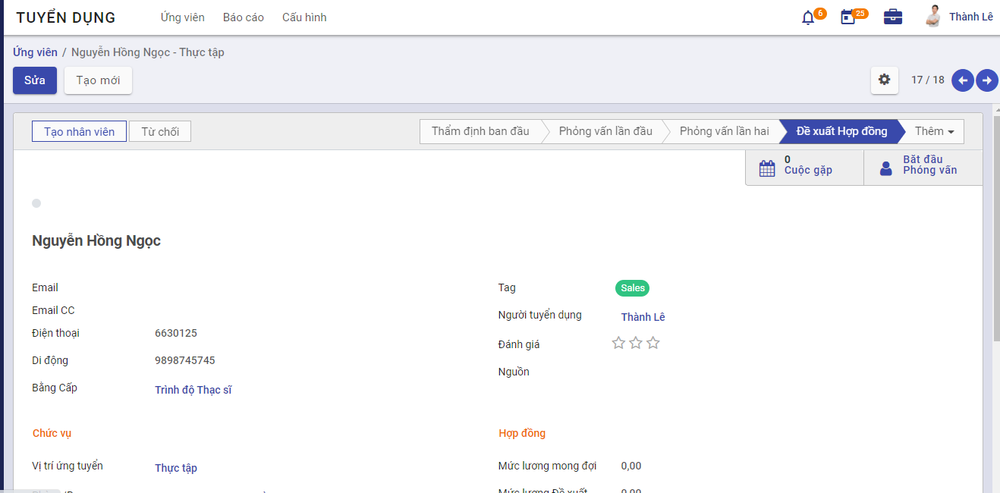 TUYỂN DỤNG Ứng viên Báo cáo Cấu hình 6 25 Thành Lê
Ứng viên / Nguyễn Hồng Ngọc - Thực tập
Sửa Tạo mới 17 / 18
Tạo nhân viên Từ chối Thẩm định ban đầu Phỏng vấn lần đầu Phỏng vấn lần hai Đề xuất Hợp đồng Thêm
0 Cuộc gặp
Bắt đầu
Phỏng vấn
Nguyễn Hồng Ngọc
Email
Email CC
Điện thoại 6630125
Di động 9898745745
Bằng Cấp Trình độ Thạc sĩ
Tag Sales
Người tuyển dụng Thành Lê
Đánh giá
Nguồn
Chức vụ
Vị trí ứng tuyển Thực tập
Hợp đồng
Mức lương mong đợi 0,00
Mức lương Đề xuất 0,00